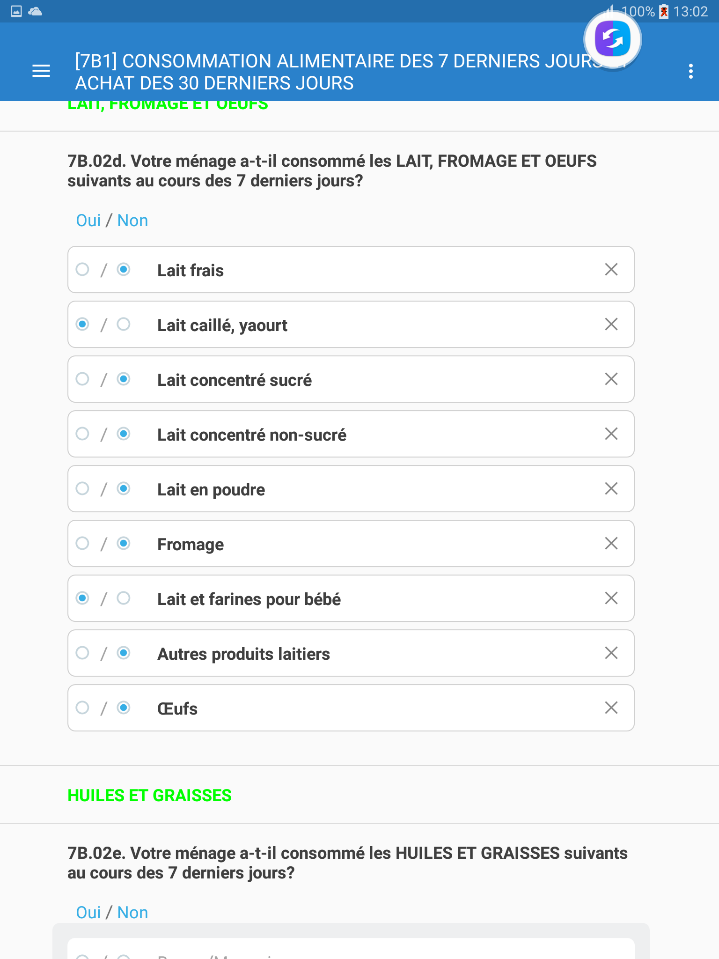 100% 13:02
[7B1] CONSOMMATION ALIMENTAIRE DES 7 DERNIERS JOURS
ACHAT DES 30 DERNIERS JOURS
LAIT, FROMAGE ET OEUFS
7B.02d. Votre ménage a-t-il consommé les LAIT, FROMAGE ET OEUFS
suivants au cours des 7 derniers jours?
Oui / Non
/ Lait frais
/ Lait caillé, yaourt
/ Lait concentré sucré
/ Lait concentré non-sucré
/ Lait en poudre
/ Fromage
/ Lait et farines pour bébé
/ Autres produits laitiers
/ Œufs
HUILES ET GRAISSES
7B.02e. Votre ménage a-t-il consommé les HUILES ET GRAISSES suivants
au cours des 7 derniers jours?
Oui / Non